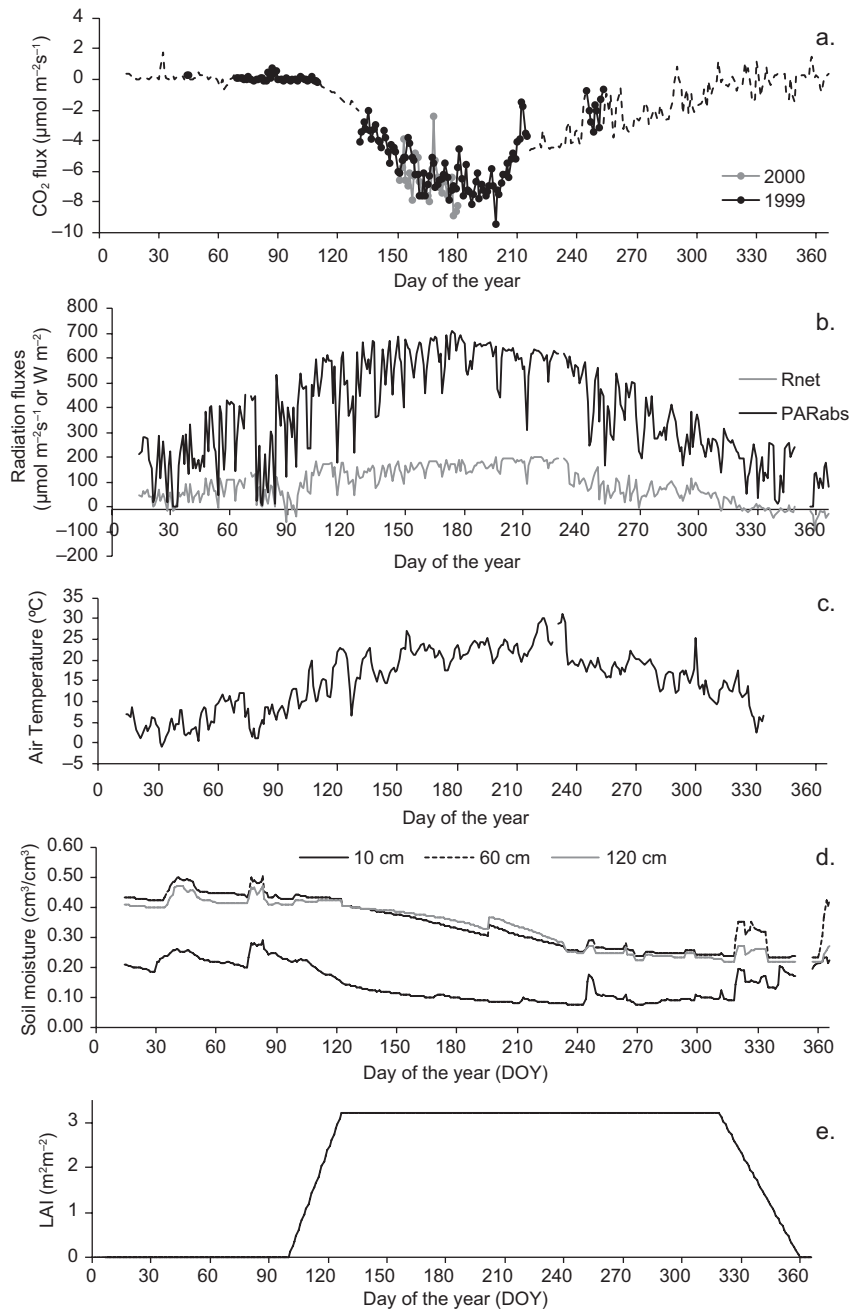 a.
4
2
0
–2
–4
–6
–8
–10
CO2 flux (μmol m–2s–1)
2000
1999
0 30 60 90 120 150 180 210 240 270 300 330 360
Day of the year
b.
800
700
600
500
400
300
200
100
0
–100
–200
Radiation fluxes
(μmol m–2s–1 or W m–2)
Rnet
PARabs
0 30 60 90 120 150 180 210 240 270 300 330 360
Day of the year
c.
35
30
25
20
15
10
5
0
–5
Air Temperature (ºC)
0 30 60 90 120 150 180 210 240 270 300 330 360
Day of the year
d.
10 cm 60 cm 120 cm
0.60
0.50
0.40
0.30
0.20
0.10
0.00
Soil moisture (cm3/cm3)
0 30 60 90 120 150 180 210 240 270 300 330 360
Day of the year (DOY)
e.
3
2
1
0
LAI (m2m–2)
0 30 60 90 120 150 180 210 240 270 300 330 360
Day of the year (DOY)